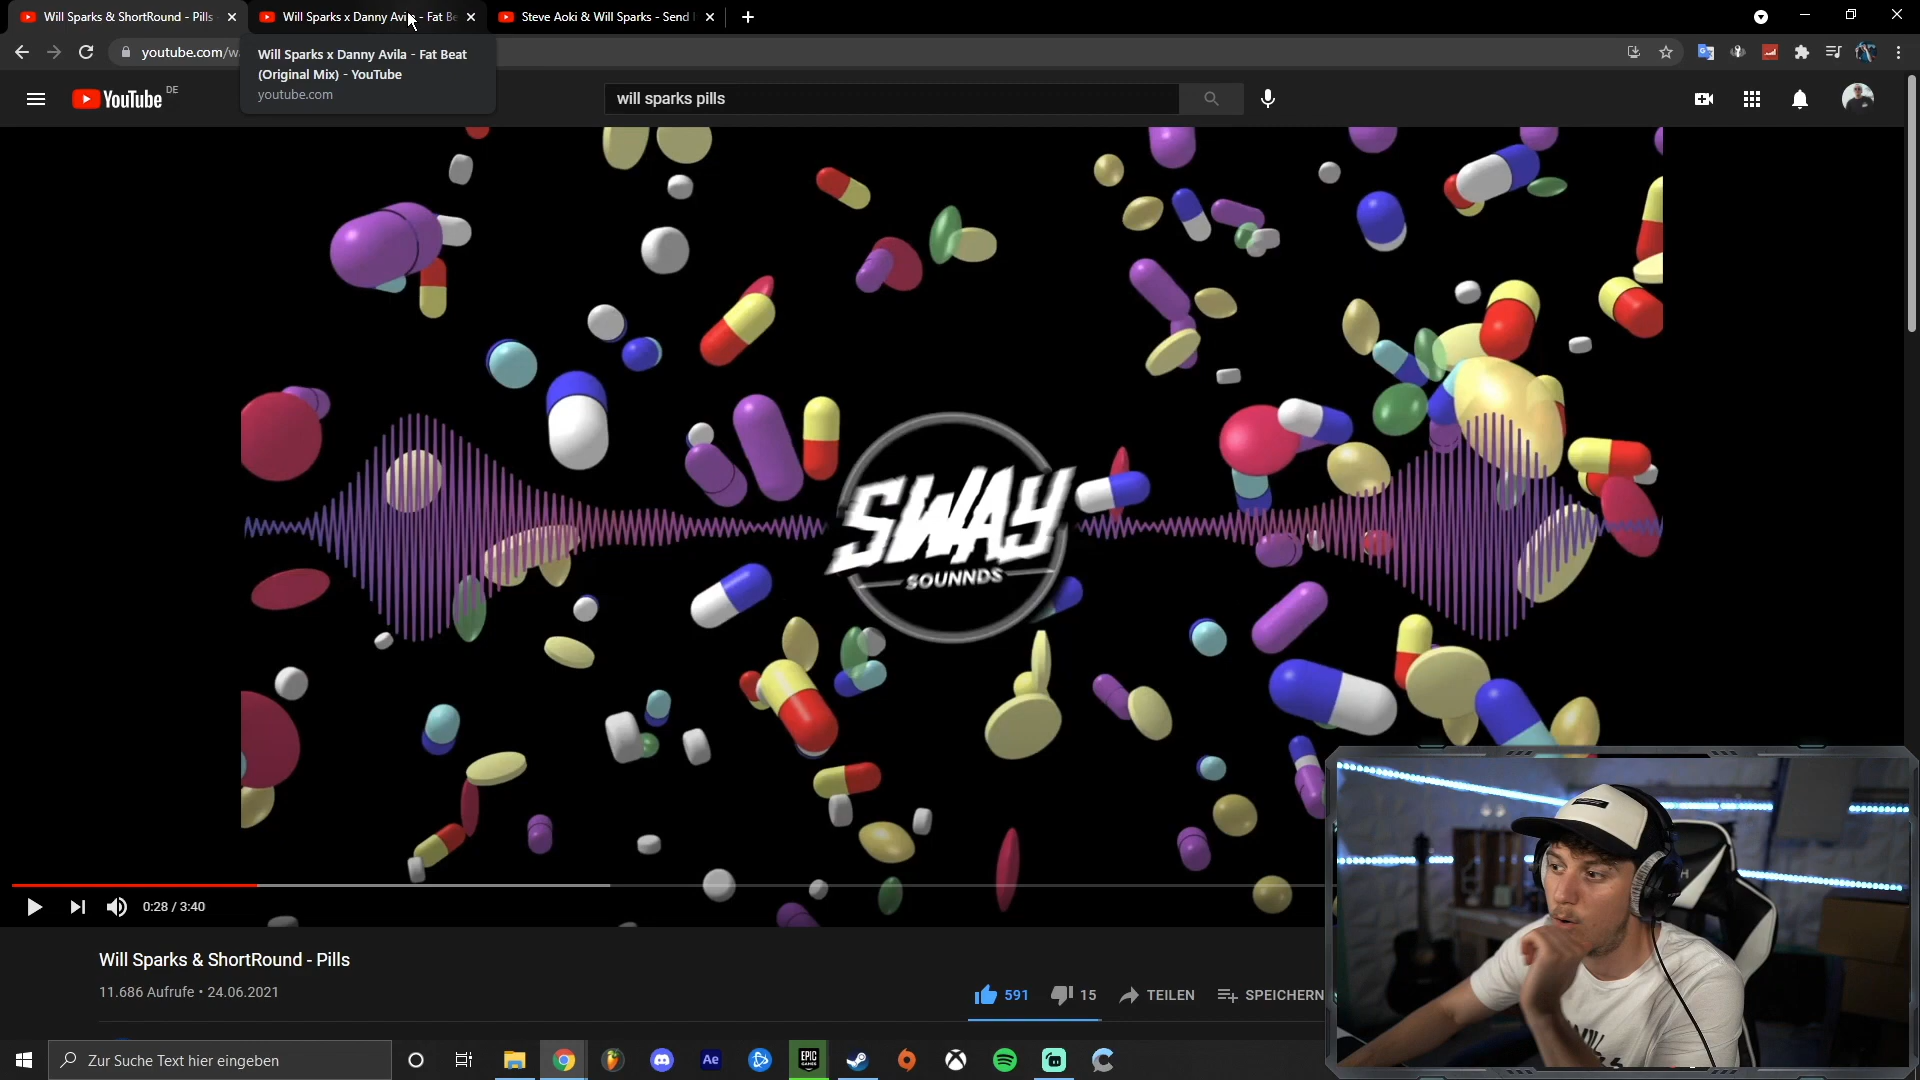 Will Sparks & ShortRound - Pills
Will Sparks x Danny Avila - Fat Be
Steve Aoki & Will Sparks - Send
youtube.com/wa
Will Sparks x Danny Avila - Fat Beat
(Original Mix) - YouTube
youtube.com
YouTube DE
will sparks pills
SWAY
SOUNNDS
0:28 / 3:40
Will Sparks & ShortRound - Pills
11.686 Aufrufe • 24.06.2021
591
15
TEILEN
SPEICHERN
Zur Suche Text hier eingeben
Ae
EPIC
GAMES